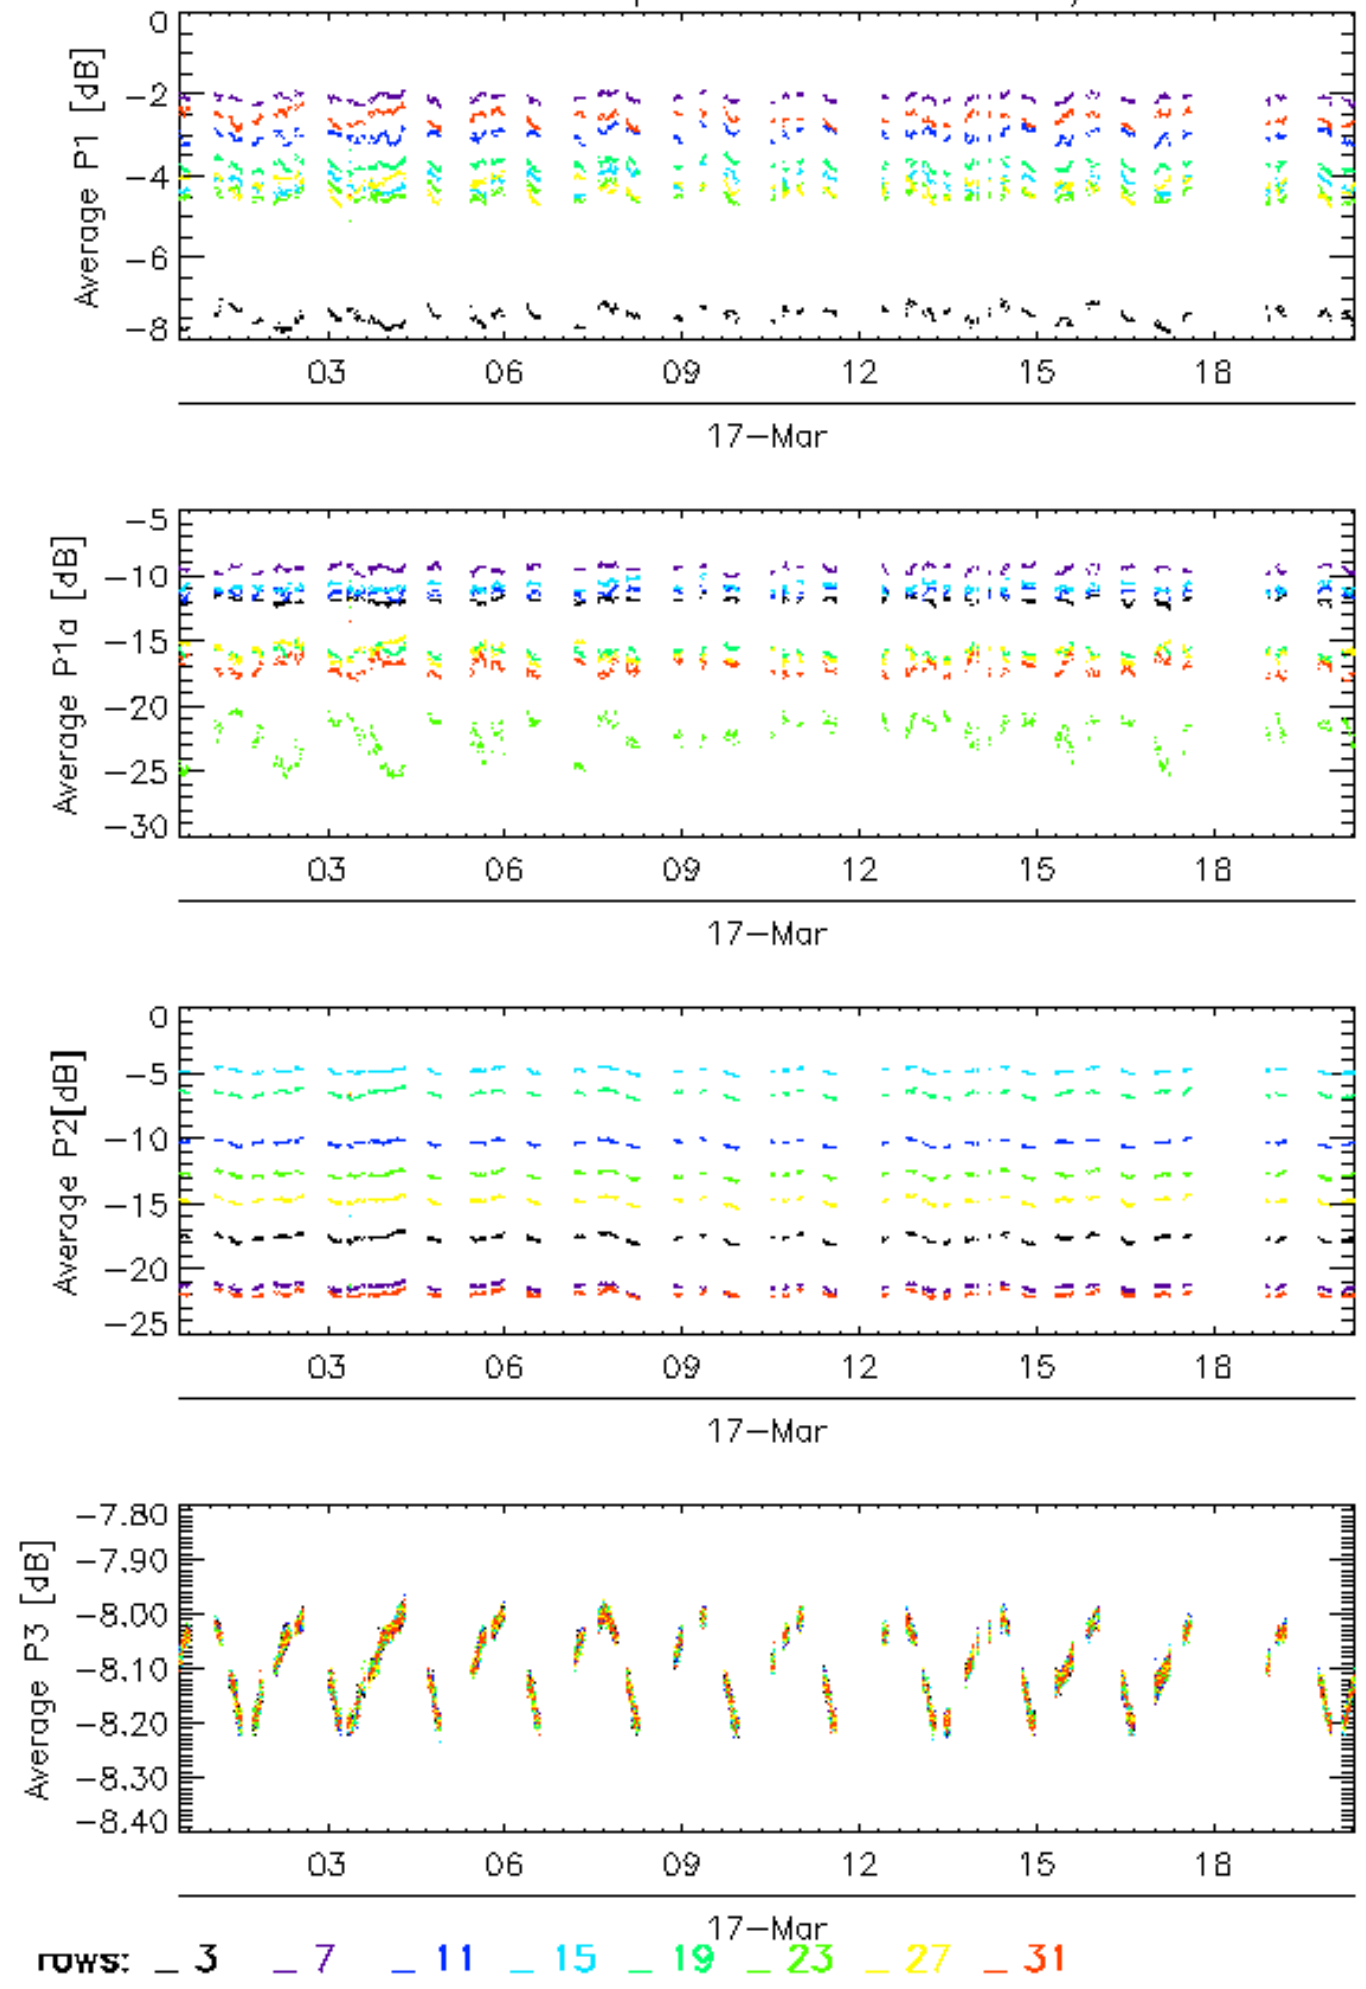 0
−2
−4
−6
−8
Average P1 [dB]
03 06 09 12 15 18
17−Mar
−5
−10
−15
−20
−25
−30
Average P1a [dB]
03 06 09 12 15 18
17−Mar
0
−5
−10
−15
−20
−25
Average P2[dB]
03 06 09 12 15 18
17−Mar
−7.80
−7.90
−8.00
−8.10
−8.20
−8.30
−8.40
Average P3 [dB]
03 06 09 12 15 18
17−Mar
rows: _ 3 _ 7 _ 11 _ 15 _ 19 _ 23 _ 27 _ 31